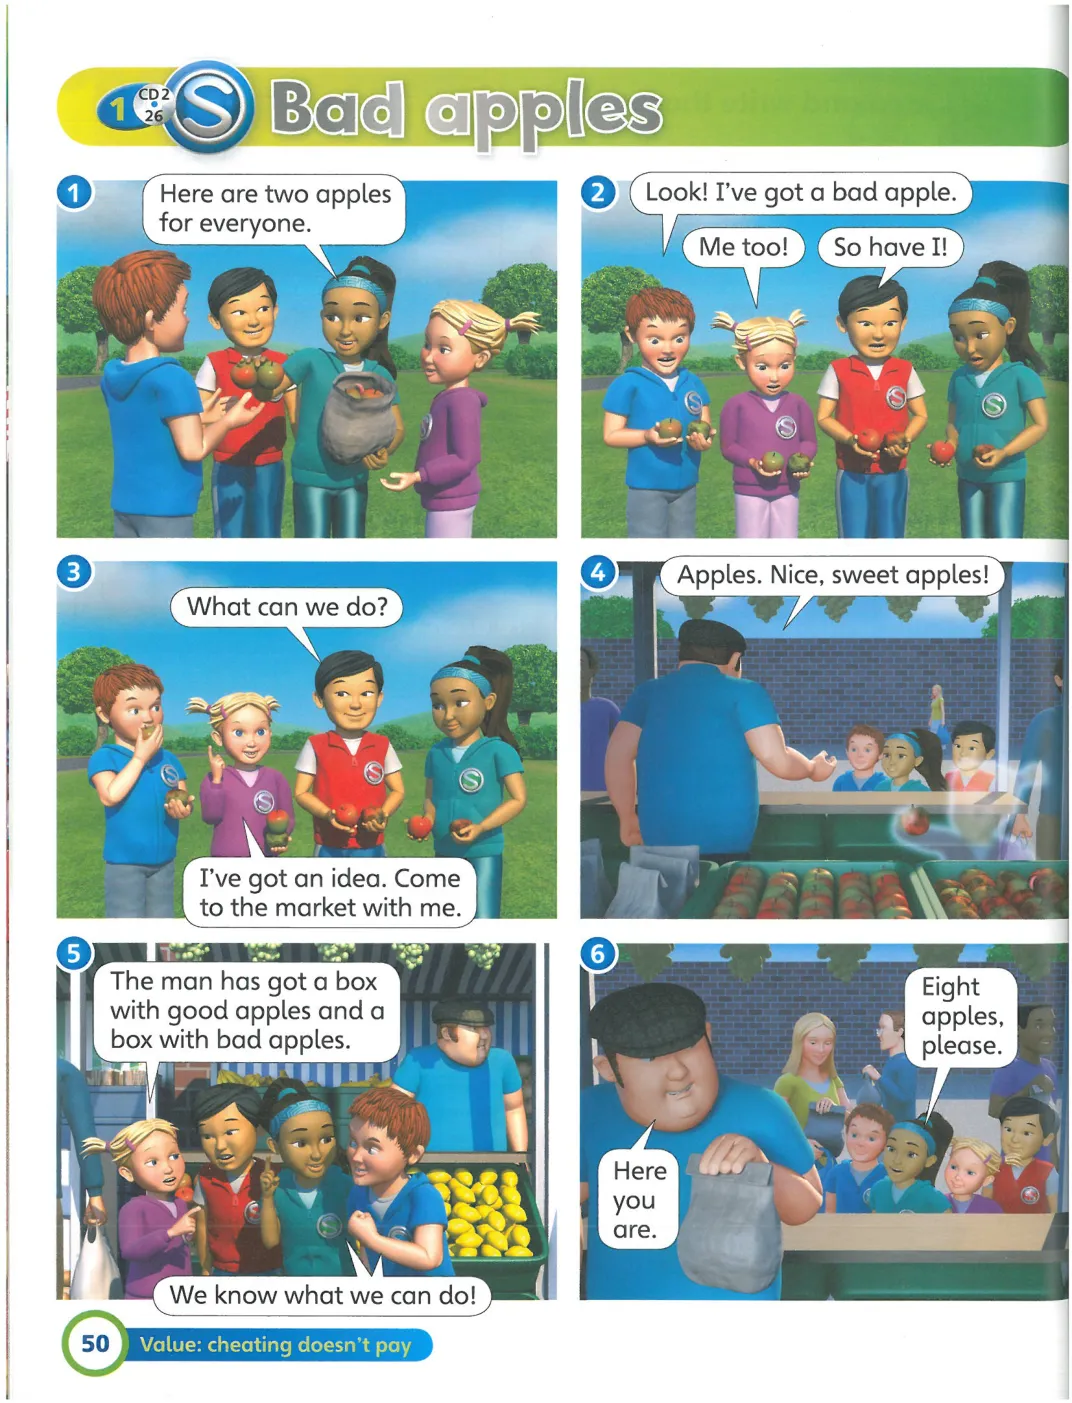 1 CD2
26
S Bad apples
1
Here are two apples
for everyone.
2
Look! I've got a bad apple.
Me too!
So have I!
S
S
S
S
S
3
What can we do?
S
S
S
S
I've got an idea. Come
to the market with me.
4
Apples. Nice, sweet apples!
5
The man has got a box
with good apples and a
box with bad apples.
S
S
S
We know what we can do!
6
Eight
apples,
please.
Here
you
are.
S
50 Value: cheating doesn't pay